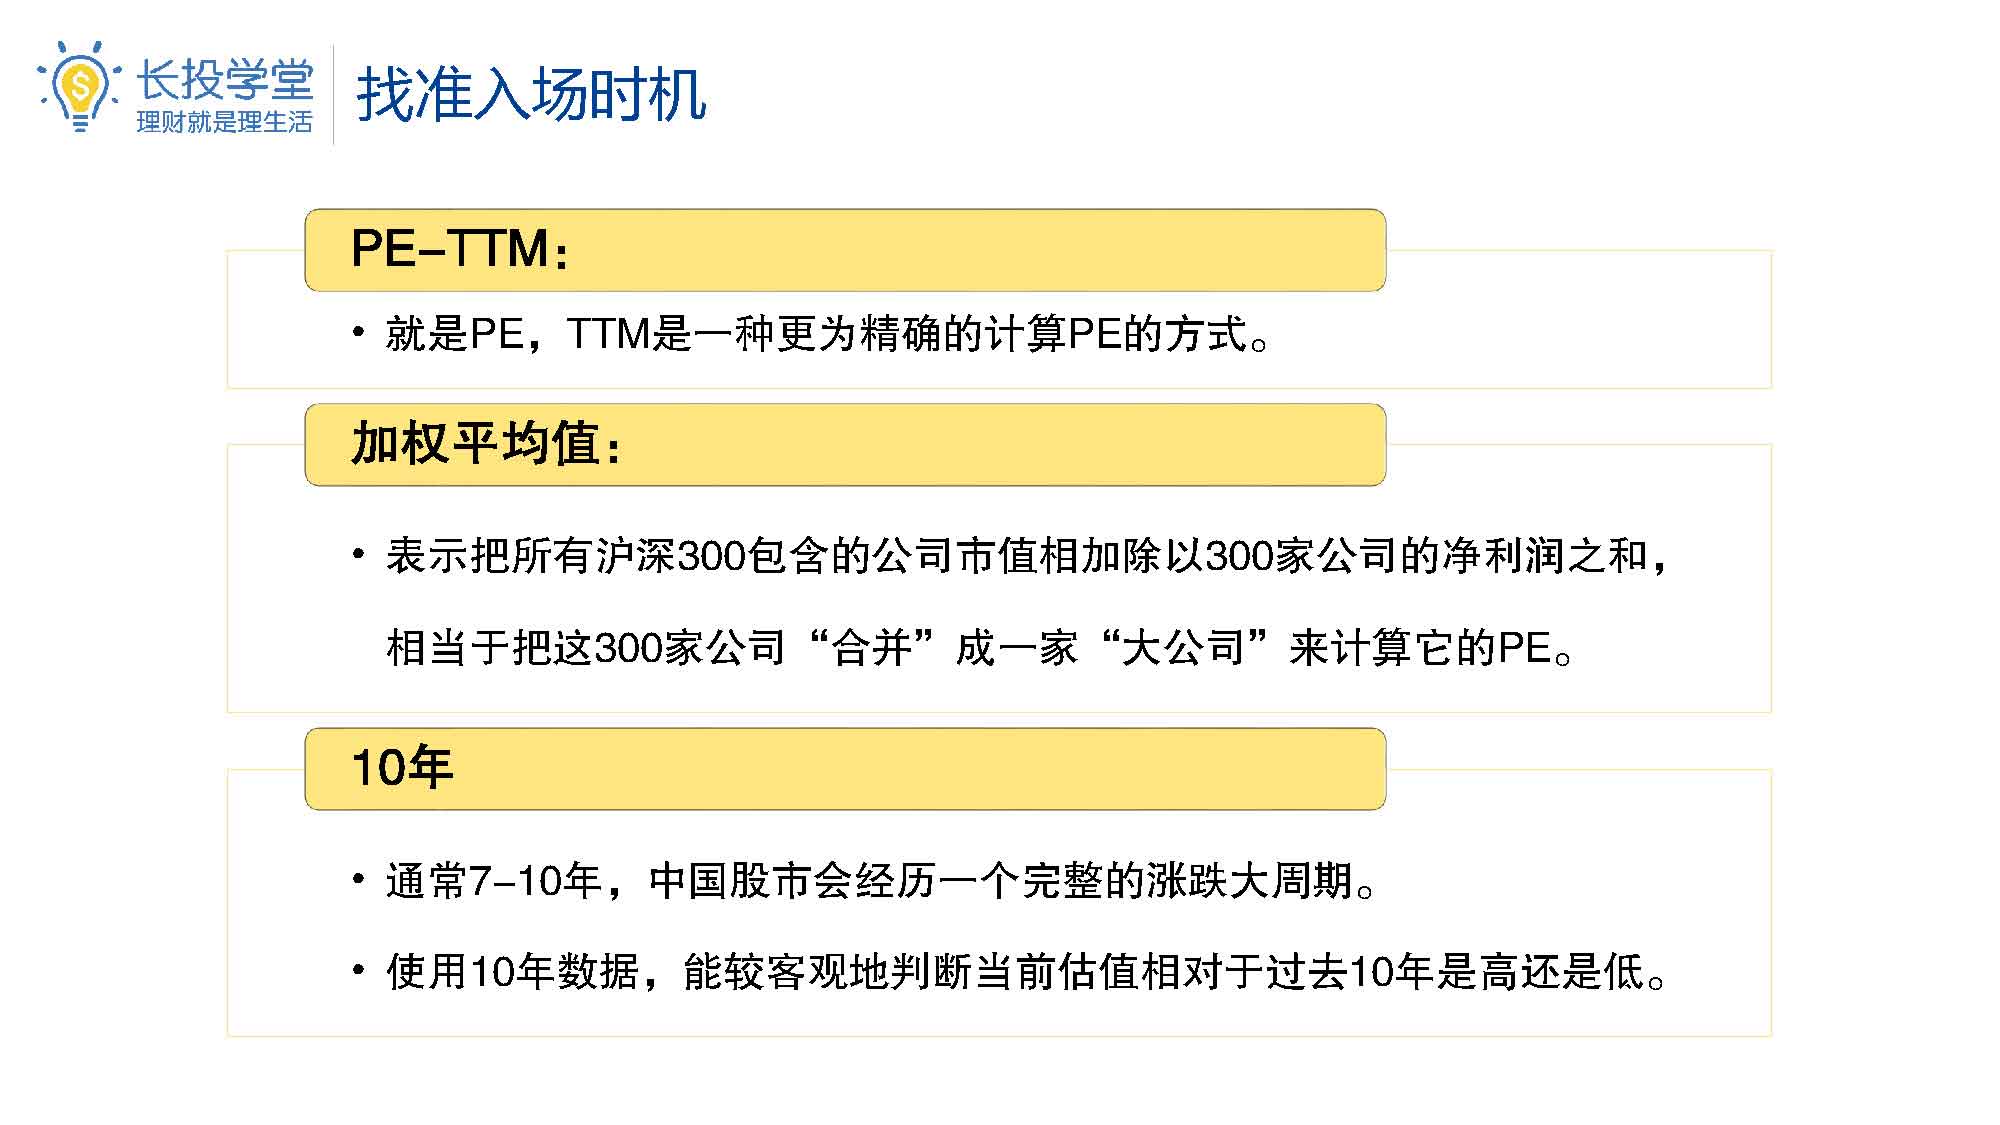 长投学堂
理财就是理生活
找准入场时机
PE-TTM：
• 就是PE，TTM是一种更为精确的计算PE的方式。
加权平均值：
• 表示把所有沪深300包含的公司市值相加除以300家公司的净利润之和，
相当于把这300家公司“合并”成一家“大公司”来计算它的PE。
10年
• 通常7-10年，中国股市会经历一个完整的涨跌大周期。
• 使用10年数据，能较客观地判断当前估值相对于过去10年是高还是低。